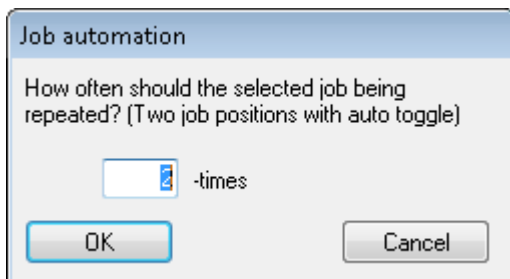 Job automation
How often should the selected job being
repeated? (Two job positions with auto toggle)
2 -times
OK Cancel